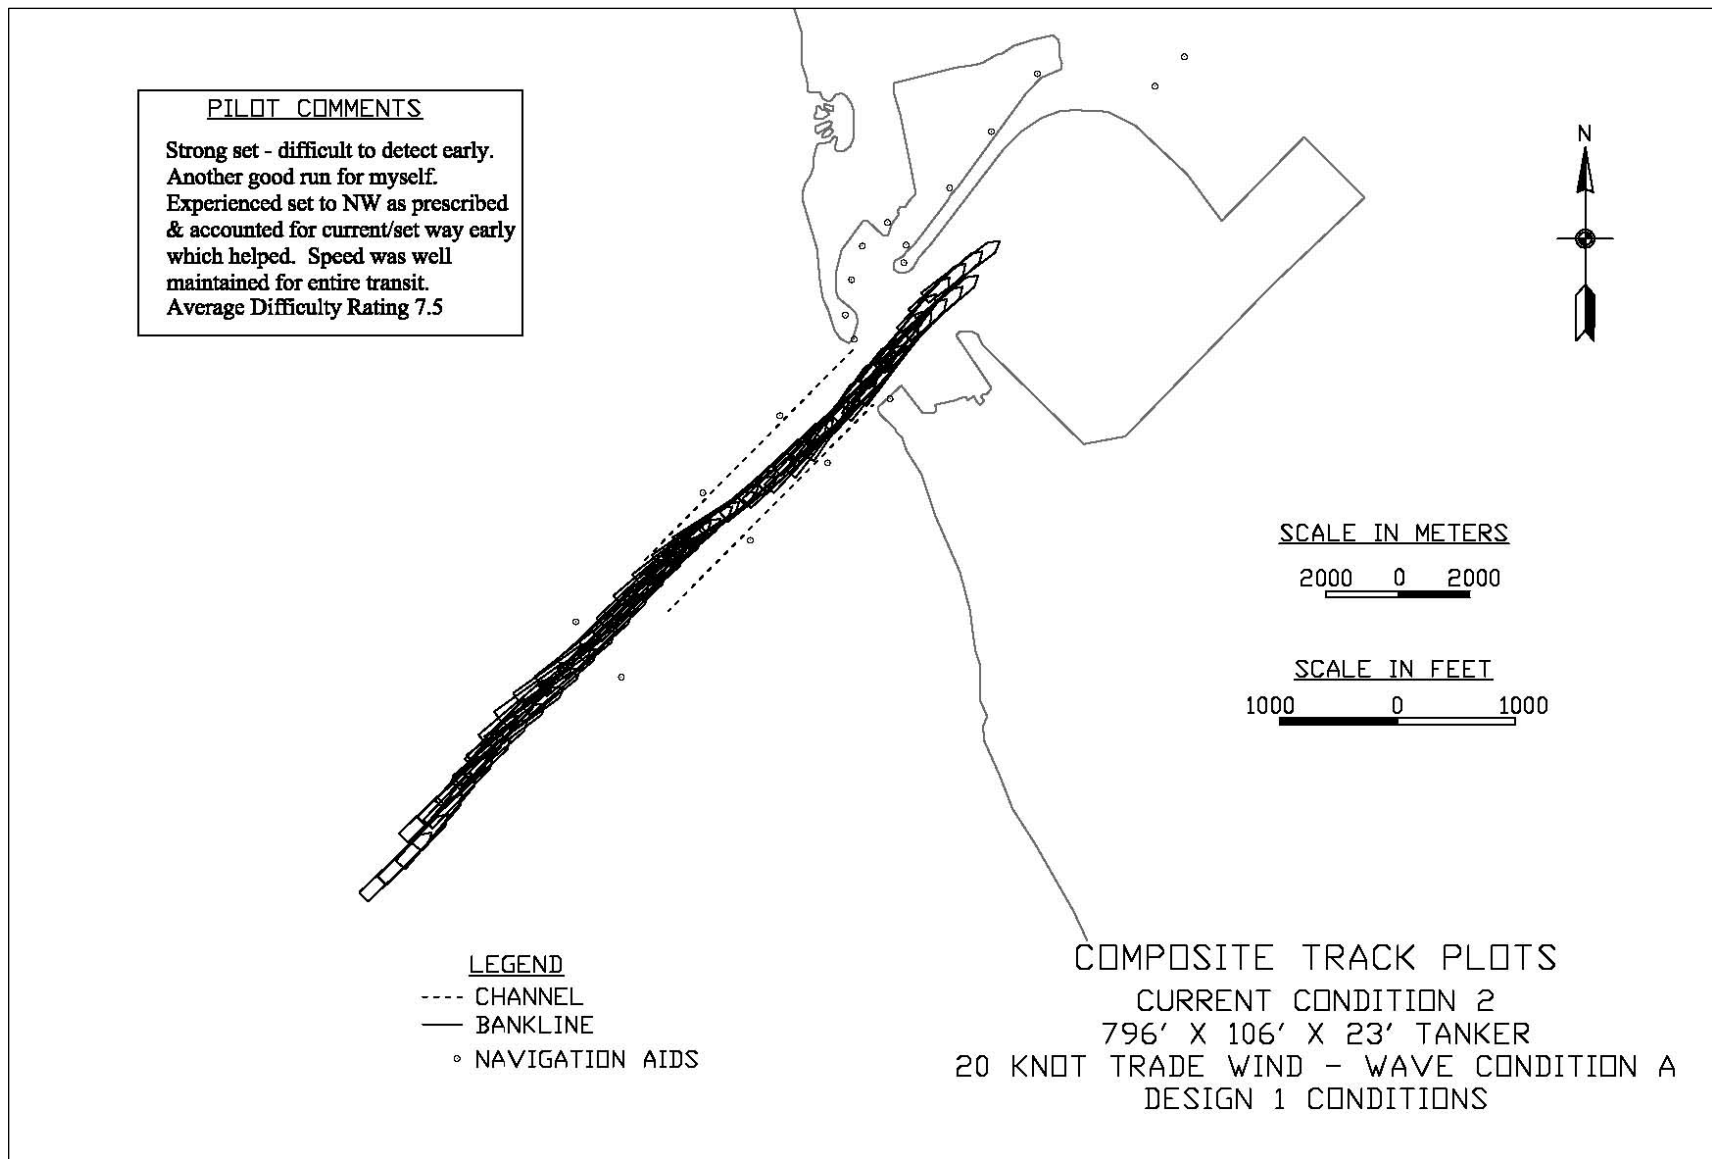 PILOT COMMENTS
Strong set - difficult to detect early.
Another good run for myself.
Experienced set to NW as prescribed
& accounted for current/set way early
which helped. Speed was well
maintained for entire transit.
Average Difficulty Rating 7.5
N
SCALE IN METERS
2000 0 2000
SCALE IN FEET
1000 0 1000
LEGEND
CHANNEL
BANKLINE
NAVIGATION AIDS
COMPOSITE TRACK PLOTS
CURRENT CONDITION 2
796' X 106' X 23' TANKER
20 KNOT TRADE WIND - WAVE CONDITION A
DESIGN 1 CONDITIONS